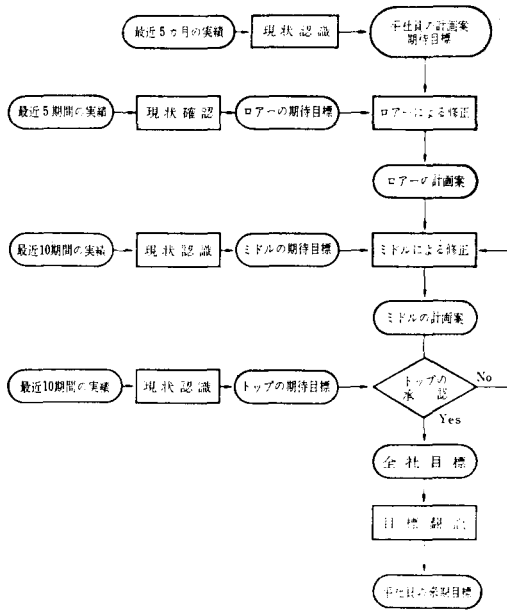 最近5ヵ月の実績
現状認識
平社員の計画案
期待目標
最近5期間の実績
現状確認
ロアーの期待目標
ロアーによる修正
ロアーの計画案
最近10期間の実績
現状認識
ミドルの期待目標
ミドルによる修正
ミドルの計画案
最近10期間の実績
現状認識
トップの期待目標
トップの
承認
No
Yes
全社目標
目標翻訳
平社員の来期目標